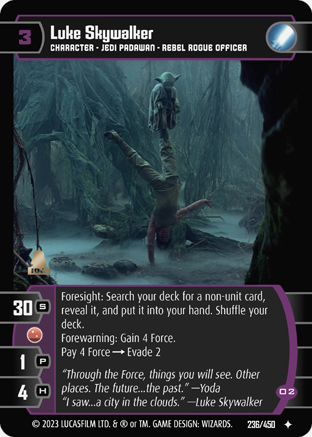 3
Luke Skywalker
CHARACTER - JEDI PADAWAN - REBEL ROGUE OFFICER
30 S
Foresight: Search your deck for a non-unit card,
reveal it, and put it into your hand. Shuffle your
deck.
Forewarning: Gain 4 Force.
1 P
Pay 4 Force → Evade 2
4 H
“Through the Force, things you will see. Other
places. The future...the past.” —Yoda
“I saw...a city in the clouds.” —Luke Skywalker
02
© 2023 LUCASFILM LTD. & ® or TM. GAME DESIGN: WIZARDS.
236/450